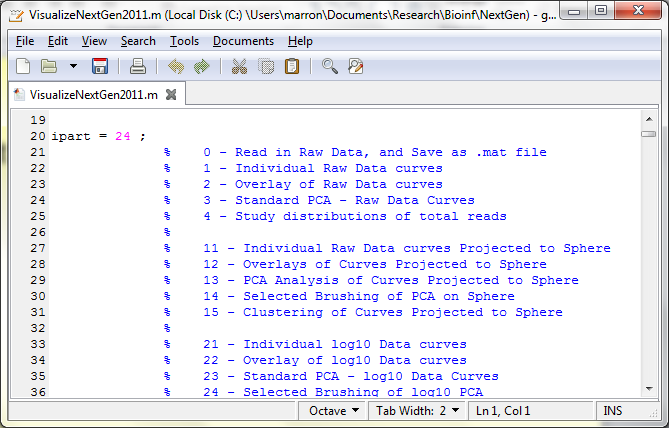 VisualizeNextGen2011.m (Local Disk (C:) \Users\marron\Documents\Research\Bioinf\NextGen) - g...
File Edit View Search Tools Documents Help
VisualizeNextGen2011.m
19
20 ipart = 24 ;
21 % 0 - Read in Raw Data, and Save as .mat file
22 % 1 - Individual Raw Data curves
23 % 2 - Overlay of Raw Data curves
24 % 3 - Standard PCA - Raw Data Curves
25 % 4 - Study distributions of total reads
26 %
27 % 11 - Individual Raw Data curves Projected to Sphere
28 % 12 - Overlays of Curves Projected to Sphere
29 % 13 - PCA Analysis of Curves Projected to Sphere
30 % 14 - Selected Brushing of PCA on Sphere
31 % 15 - Clustering of Curves Projected to Sphere
32 %
33 % 21 - Individual log10 Data curves
34 % 22 - Overlay of log10 Data curves
35 % 23 - Standard PCA - log10 Data Curves
36 % 24 - Selected Brushing of log10 PCA
Octave Tab Width: 2 Ln 1, Col 1 INS